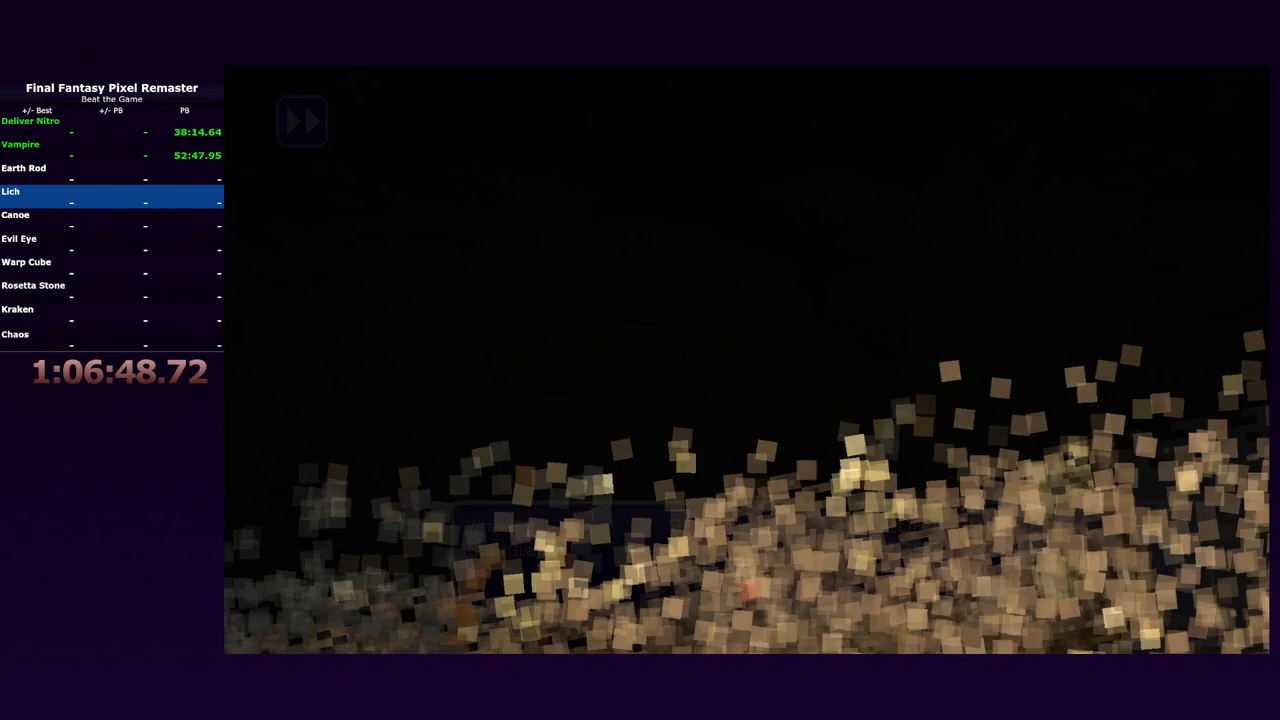 Final Fantasy Pixel Remaster
Beat the Game
+/- Best +/- PB PB
Deliver Nitro
- - 38:14.64
Vampire
- - 52:47.95
Earth Rod
- - -
Lich
- - -
Canoe
- - -
Evil Eye
- - -
Warp Cube
- - -
Rosetta Stone
- - -
Kraken
- - -
Chaos
- - -
1:06:48.72